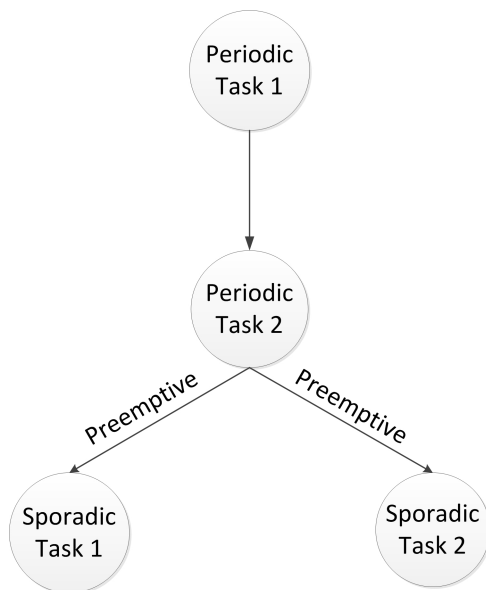 Periodic
Task 1
Periodic
Task 2
Preemptive
Preemptive
Sporadic
Task 1
Sporadic
Task 2